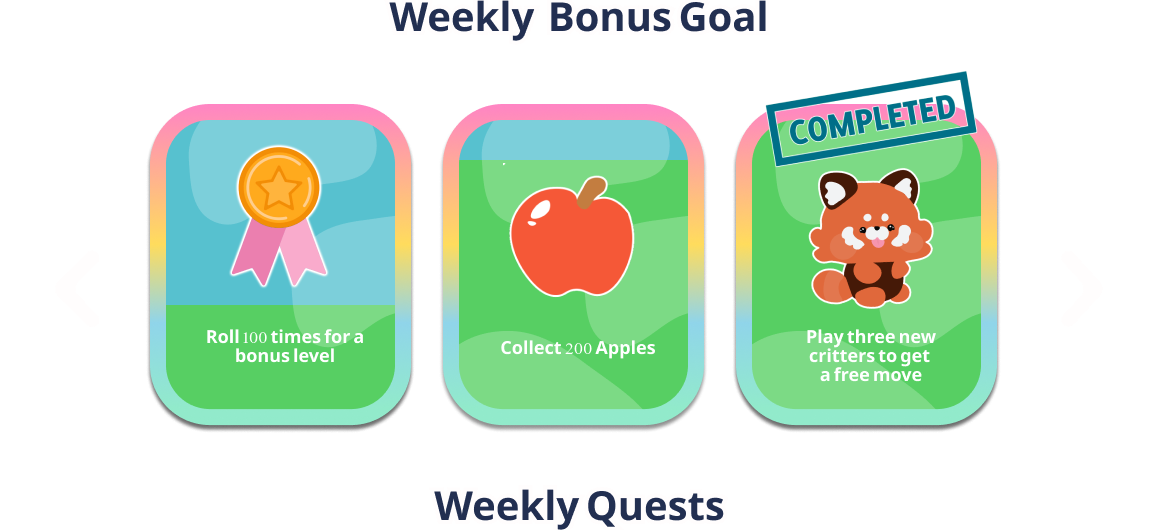 Weekly Bonus Goal
COMPLETED
Roll 100 times for a
bonus level
Collect 200 Apples
Play three new
critters to get
a free move
Weekly Quests